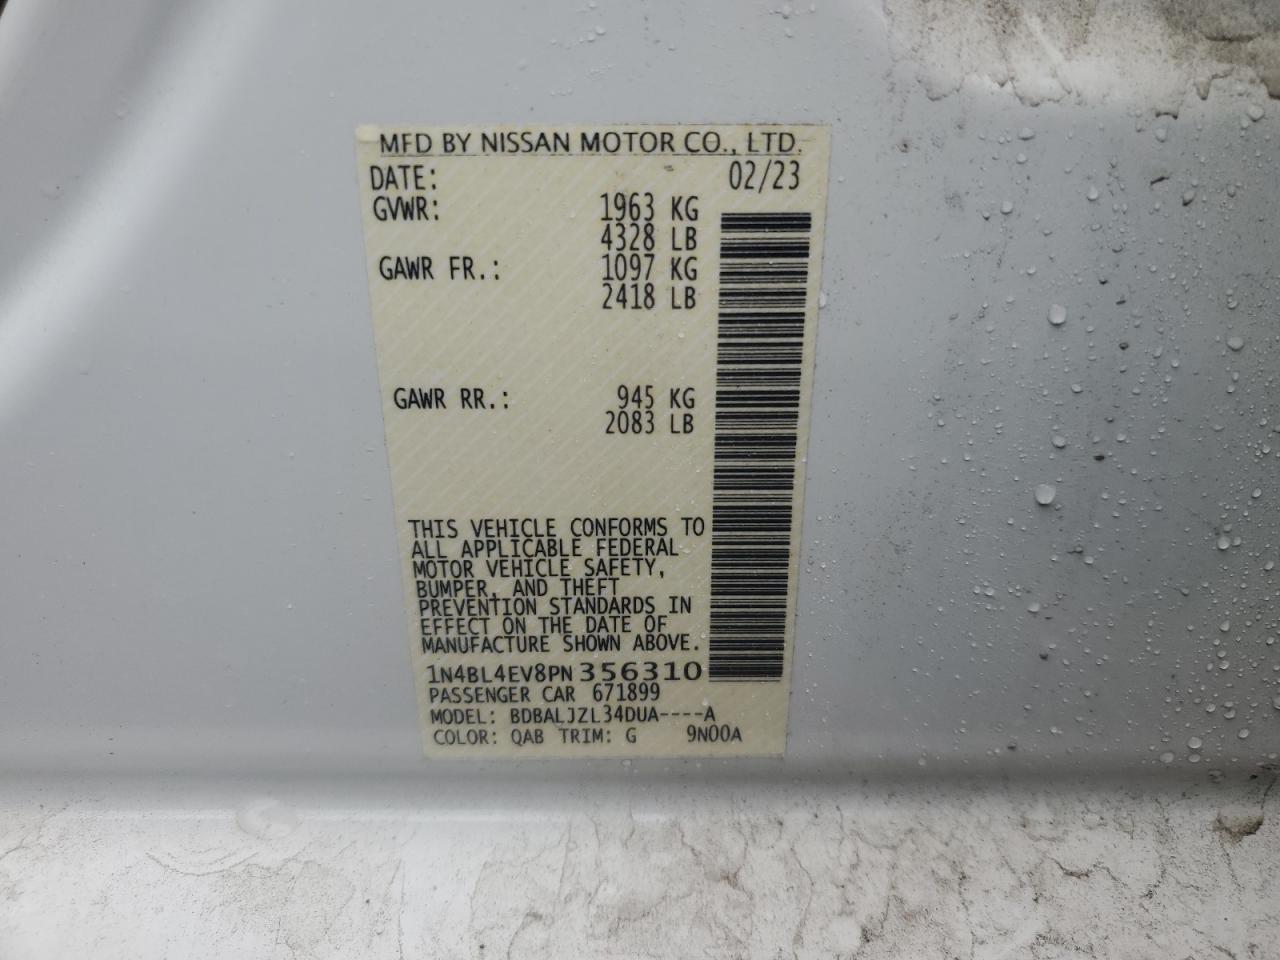 MFD BY NISSAN MOTOR CO., LTD.
DATE: 02/23
GVWR: 1963 KG
4328 LB
GAWR FR.: 1097 KG
2418 LB
GAWR RR.: 945 KG
2083 LB
THIS VEHICLE CONFORMS TO
ALL APPLICABLE FEDERAL
MOTOR VEHICLE SAFETY,
BUMPER, AND THEFT
PREVENTION STANDARDS IN
EFFECT ON THE DATE OF
MANUFACTURE SHOWN ABOVE.
1N4BL4EV8PN356310
PASSENGER CAR 671899
MODEL: BDBALJZL34DUA----A
COLOR: QAB TRIM: G 9N00A